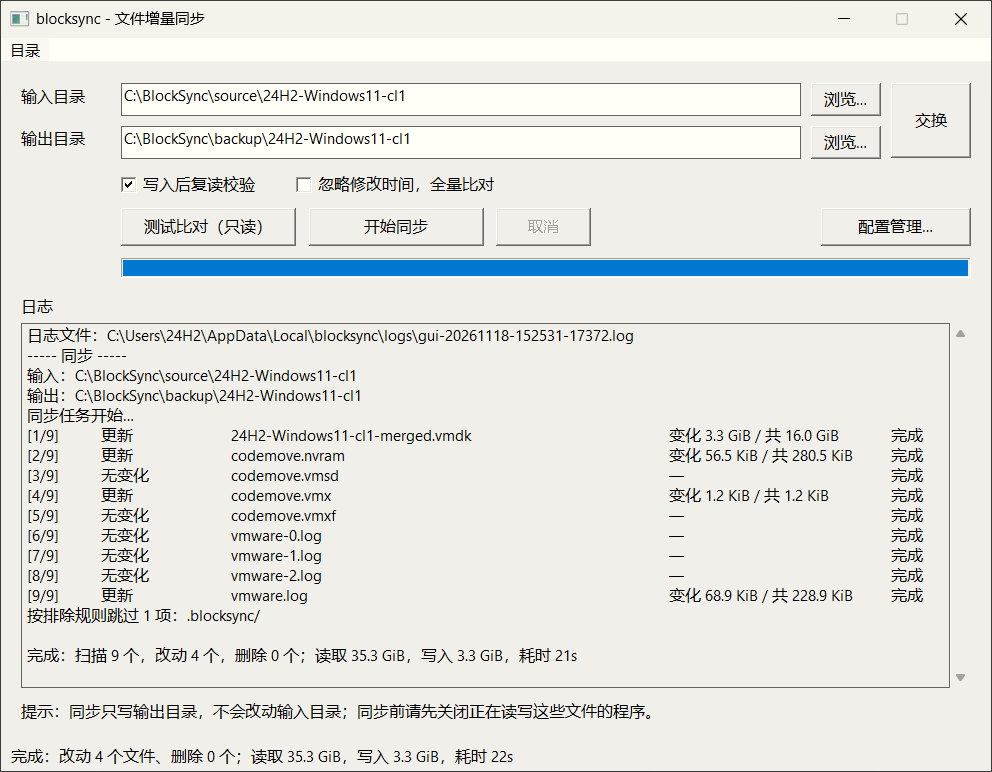 blocksync - 文件增量同步
目录
输入目录 C:\BlockSync\source\24H2-Windows11-cl1 浏览...
交换
输出目录 C:\BlockSync\backup\24H2-Windows11-cl1 浏览...
写入后复读校验 忽略修改时间，全量比对
测试比对（只读） 开始同步 取消 配置管理...
日志
日志文件：C:\Users\24H2\AppData\Local\blocksync\logs\gui-20261118-152531-17372.log
----- 同步 -----
输入：C:\BlockSync\source\24H2-Windows11-cl1
输出：C:\BlockSync\backup\24H2-Windows11-cl1
同步任务开始...
[1/9] 更新 24H2-Windows11-cl1-merged.vmdk 变化 3.3 GiB / 共 16.0 GiB 完成
[2/9] 更新 codemove.nvram 变化 56.5 KiB / 共 280.5 KiB 完成
[3/9] 无变化 codemove.vmsd — 完成
[4/9] 更新 codemove.vmx 变化 1.2 KiB / 共 1.2 KiB 完成
[5/9] 无变化 codemove.vmxf — 完成
[6/9] 无变化 vmware-0.log — 完成
[7/9] 无变化 vmware-1.log — 完成
[8/9] 无变化 vmware-2.log — 完成
[9/9] 更新 vmware.log 变化 68.9 KiB / 共 228.9 KiB 完成
按排除规则跳过 1 项：.blocksync/
完成：扫描 9 个，改动 4 个，删除 0 个；读取 35.3 GiB，写入 3.3 GiB，耗时 21s
提示：同步只写输出目录，不会改动输入目录；同步前请先关闭正在读写这些文件的程序。
完成：改动 4 个文件、删除 0 个；读取 35.3 GiB，写入 3.3 GiB，耗时 22s